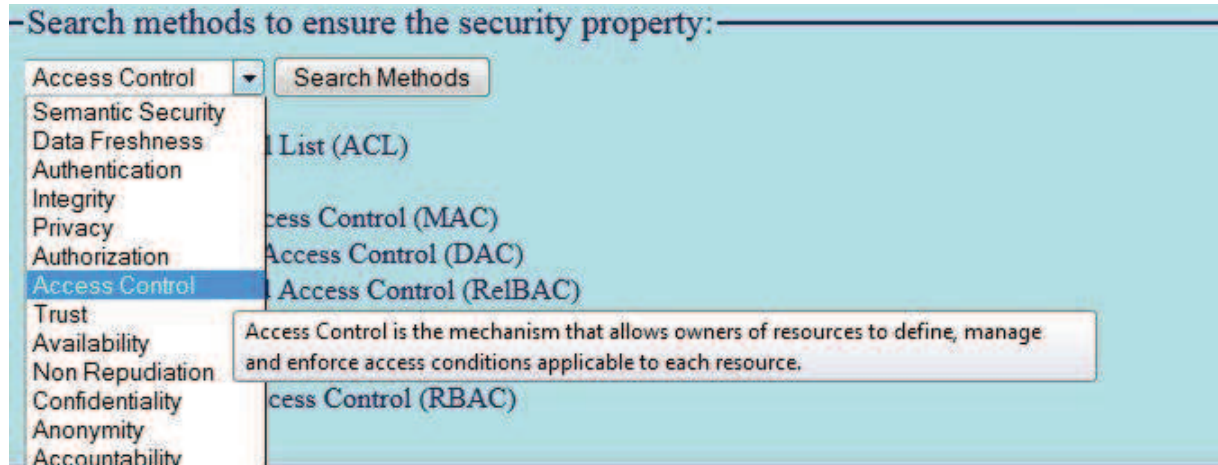 Search methods to ensure the security property:
Access Control Search Methods
Semantic Security
Data Freshness
l List (ACL)
Authentication
Integrity
Privacy
cess Control (MAC)
Authorization
Access Control (DAC)
Access Control
l Access Control (RelBAC)
Trust
Access Control is the mechanism that allows owners of resources to define, manage
Availability
and enforce access conditions applicable to each resource.
Non Repudiation
Confidentiality
cess Control (RBAC)
Anonymity
Accountability